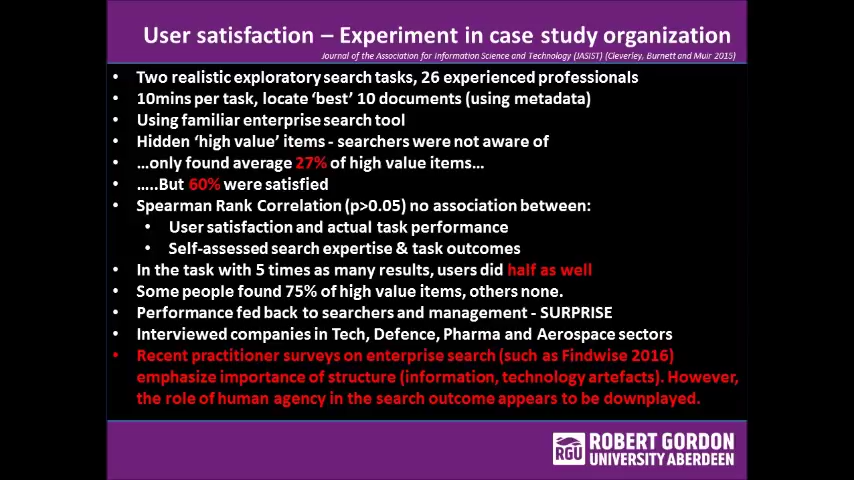 User satisfaction – Experiment in case study organization
Journal of the Association for Information Science and Technology (JASIST) (Cleverley, Burnett and Muir 2015)
• Two realistic exploratory search tasks, 26 experienced professionals
• 10mins per task, locate ‘best’ 10 documents (using metadata)
• Using familiar enterprise search tool
• Hidden ‘high value’ items - searchers were not aware of
• …only found average 27% of high value items…
• …..But 60% were satisfied
• Spearman Rank Correlation (p>0.05) no association between:
• User satisfaction and actual task performance
• Self-assessed search expertise & task outcomes
• In the task with 5 times as many results, users did half as well
• Some people found 75% of high value items, others none.
• Performance fed back to searchers and management - SURPRISE
• Interviewed companies in Tech, Defence, Pharma and Aerospace sectors
• Recent practitioner surveys on enterprise search (such as Findwise 2016)
emphasize importance of structure (information, technology artefacts). However,
the role of human agency in the search outcome appears to be downplayed.
RGU
ROBERT GORDON
UNIVERSITY ABERDEEN